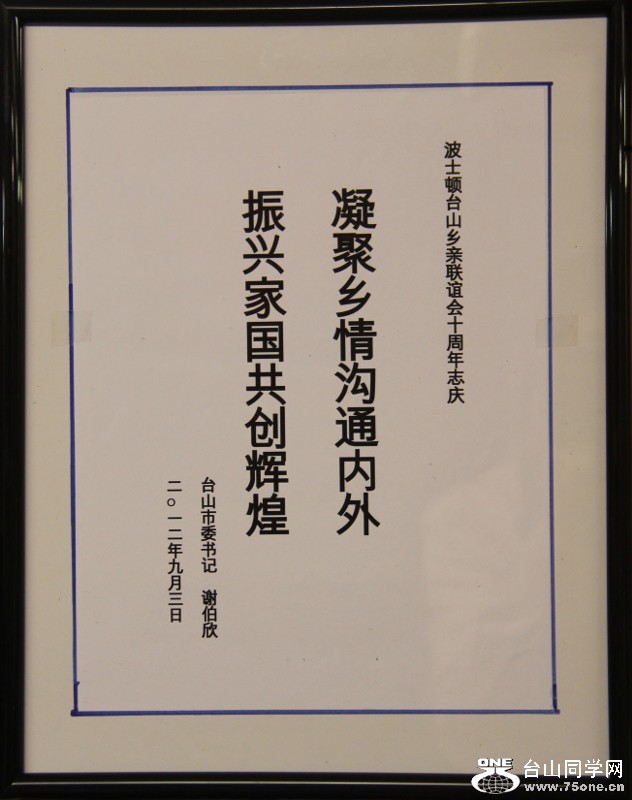 波士顿台山乡亲联谊会十周年志庆
凝聚乡情沟通内外
振兴家国共创辉煌
台山市委书记 谢伯欣
二○一二年九月三日
ONE 台山同学网
www.75one.cn